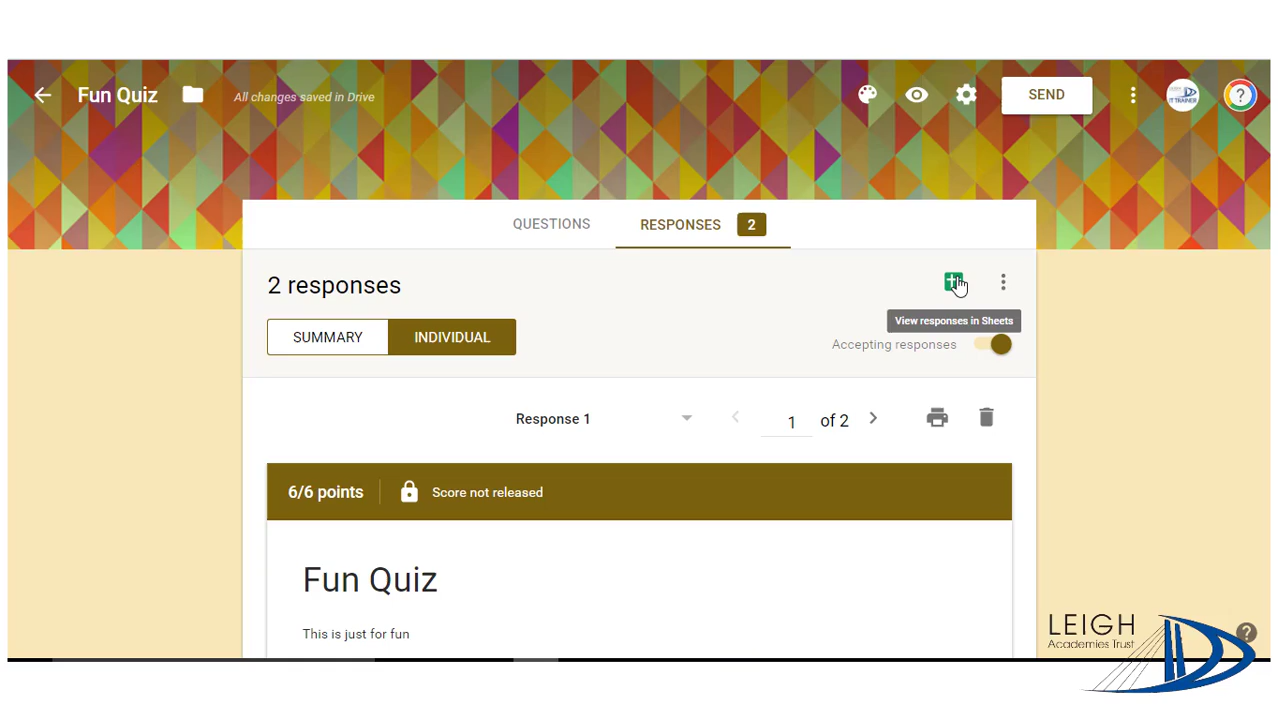 Fun Quiz
All changes saved in Drive
SEND
IT TRAINER
?
QUESTIONS
RESPONSES
2
2 responses
View responses in Sheets
SUMMARY
INDIVIDUAL
Accepting responses
Response 1
1 of 2
6/6 points
Score not released
Fun Quiz
This is just for fun
LEIGH
Academies Trust
?